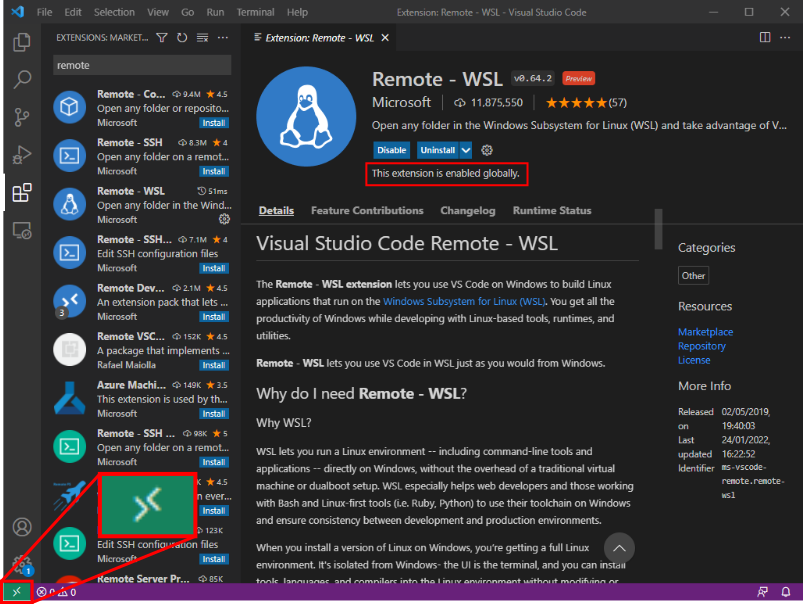 File Edit Selection View Go Run Terminal Help
Extension: Remote - WSL - Visual Studio Code
EXTENSIONS: MARKET...
remote
Remote - Co... 9.4M 4.5
Open any folder or reposito...
Microsoft Install
Remote - SSH 8.3M 4
Open any folder on a remot...
Microsoft Install
Remote - WSL 51ms
Open any folder in the Wind...
Microsoft
Remote - SSH... 7.1M 4
Edit SSH configuration files
Microsoft Install
Remote Dev... 2.1M 4.5
An extension pack that lets ...
3
Microsoft Install
Remote VSC... 152K 4.5
A package that implements ...
Rafael Maiolla Install
Azure Machi... 149K 3.5
This extension is used by th...
Microsoft Install
Remote - SSH ... 98K 5
Open any folder on a remot...
Microsoft Install
4.5
ever...
Install
123K
Edit SSH configuration files
Microsoft Install
Remote Server Pr... 85K
1
0 0
Extension: Remote - WSL
Remote - WSL v0.64.2 Preview
Microsoft 11,875,550 (57)
Open any folder in the Windows Subsystem for Linux (WSL) and take advantage of V...
Disable Uninstall
This extension is enabled globally.
Details Feature Contributions Changelog Runtime Status
Visual Studio Code Remote - WSL
The Remote - WSL extension lets you use VS Code on Windows to build Linux
applications that run on the Windows Subsystem for Linux (WSL). You get all the
productivity of Windows while developing with Linux-based tools, runtimes, and
utilities.
Remote - WSL lets you use VS Code in WSL just as you would from Windows.
Why do I need Remote - WSL?
Why WSL?
WSL lets you run a Linux environment -- including command-line tools and
applications -- directly on Windows, without the overhead of a traditional virtual
machine or dualboot setup. WSL especially helps web developers and those working
with Bash and Linux-first tools (i.e. Ruby, Python) to use their toolchain on Windows
and ensure consistency between development and production environments.
When you install a version of Linux on Windows, you're getting a full Linux
environment. It's isolated from Windows- the UI is the terminal, and you can install
tools, languages, and compilers into the Linux environment without modifying or
Categories
Other
Resources
Marketplace
Repository
License
More Info
Released 02/05/2019,
on 19:40:03
Last 24/01/2022,
updated 16:22:52
Identifier ms-vscode-
remote.remote-
wsl